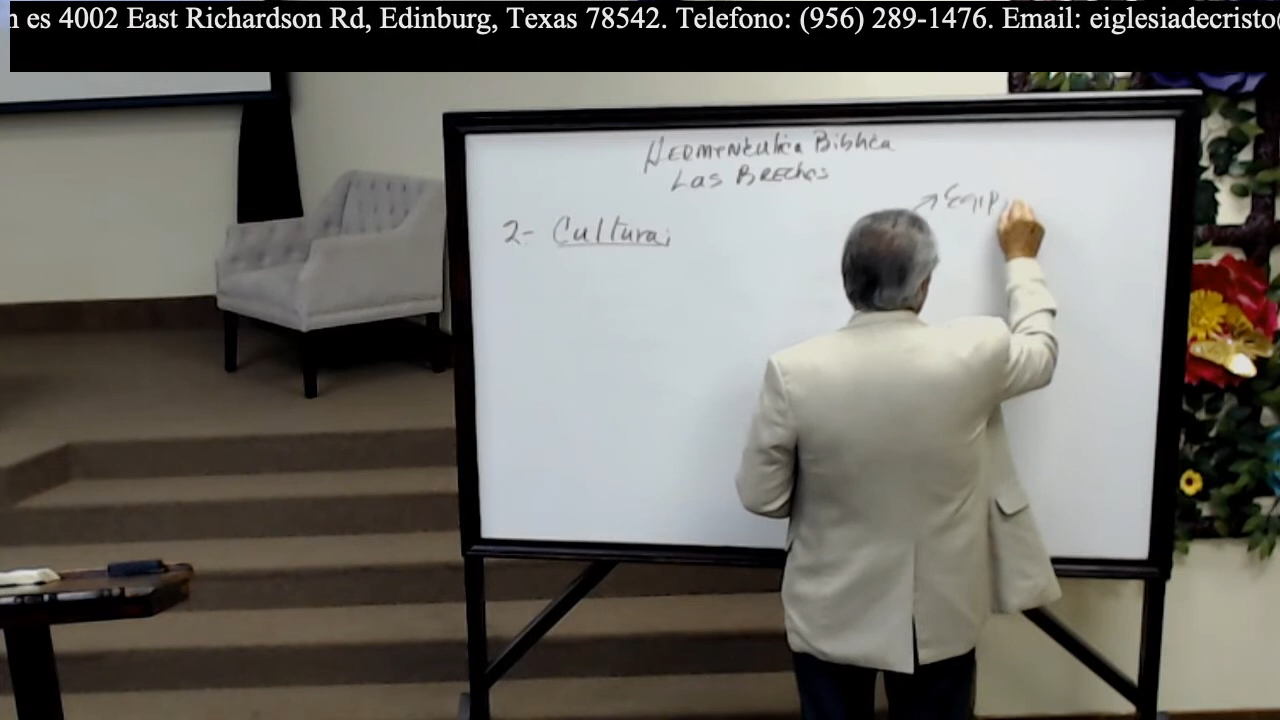 n es 4002 East Richardson Rd, Edinburg, Texas 78542. Telefono: (956) 289-1476. Email: eiglesiadecristo
Hermenéutica Bíblica
Las Brechas
2- Cultura;